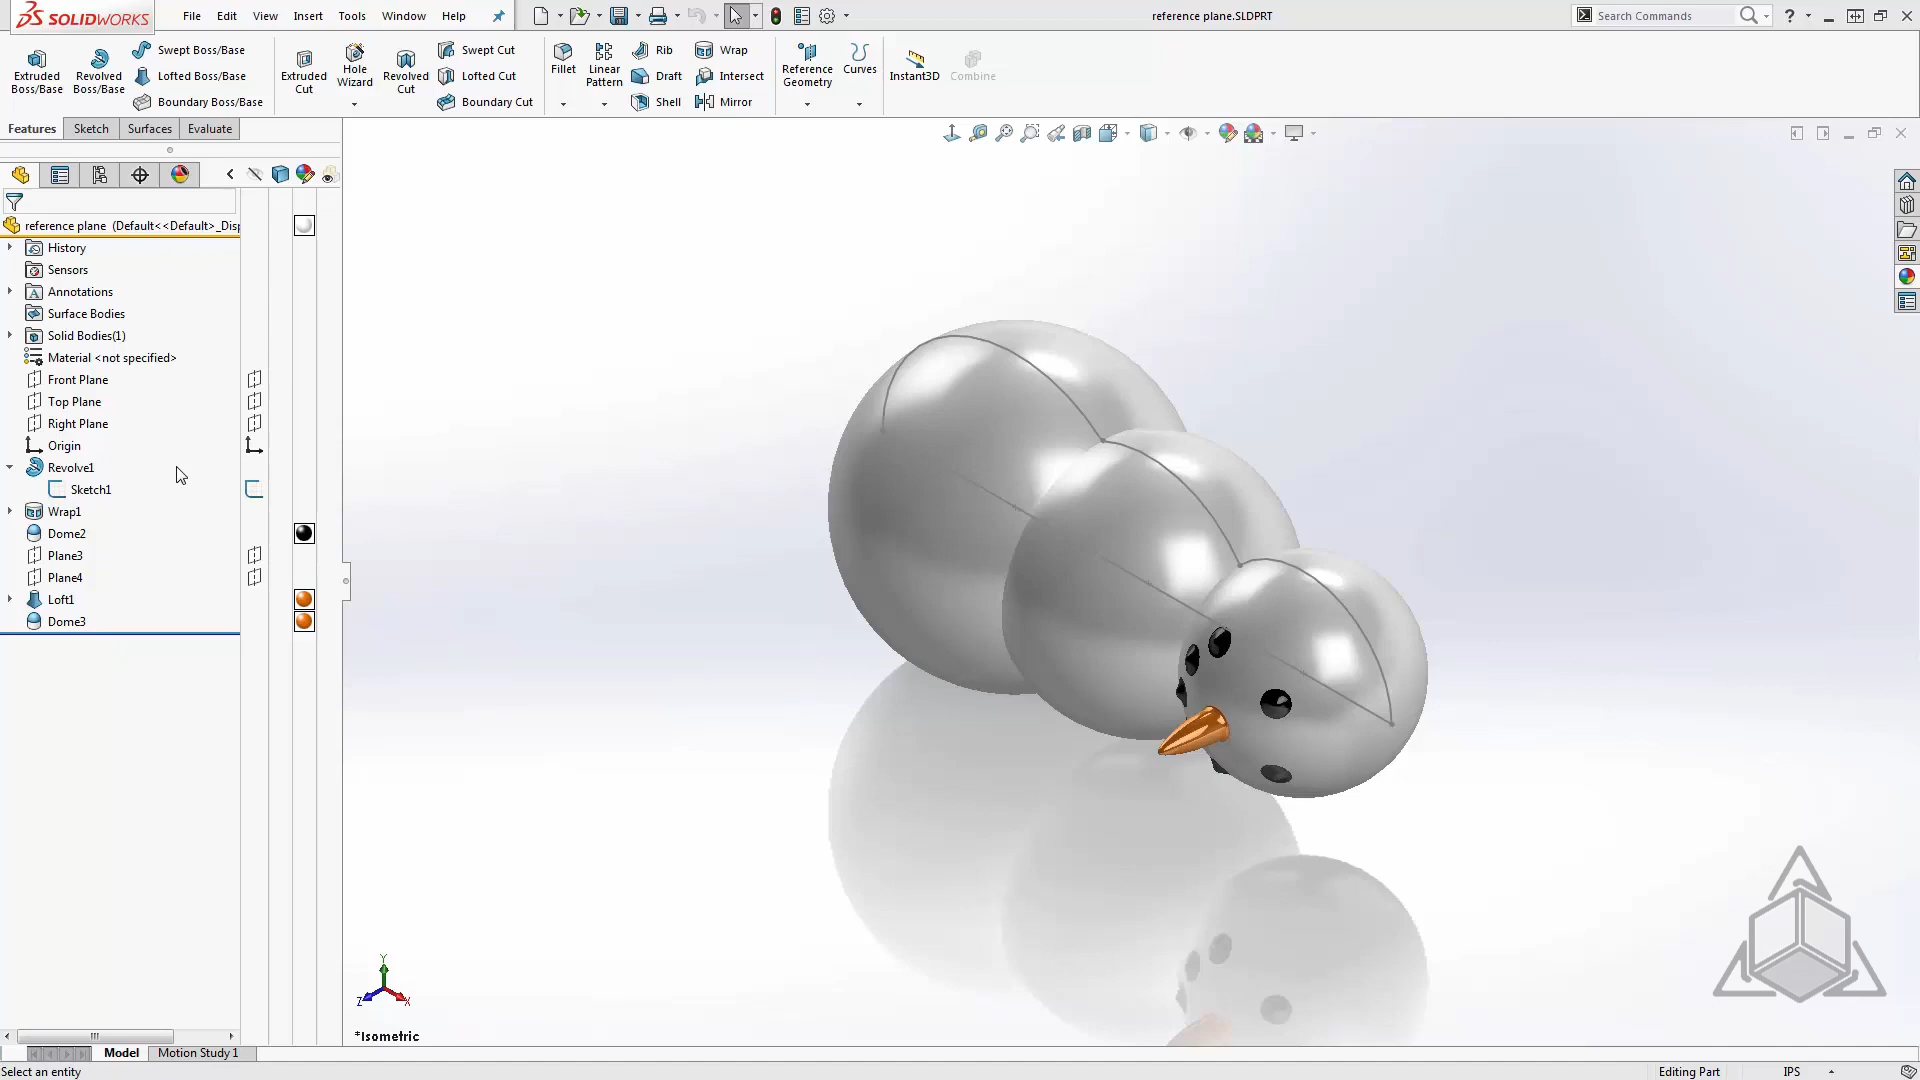 SOLIDWORKS File Edit View Insert Tools Window Help reference plane.SLDPRT Search Commands
Extruded Boss/Base
Revolved Boss/Base
Swept Boss/Base
Lofted Boss/Base
Boundary Boss/Base
Extruded Cut
Hole Wizard
Revolved Cut
Swept Cut
Lofted Cut
Boundary Cut
Fillet
Linear Pattern
Rib
Draft
Shell
Wrap
Intersect
Mirror
Reference Geometry
Curves
Instant3D
Combine
Features Sketch Surfaces Evaluate
reference plane (Default<<Default>_Disp
History
Sensors
Annotations
Surface Bodies
Solid Bodies(1)
Material <not specified>
Front Plane
Top Plane
Right Plane
Origin
Revolve1
Sketch1
Wrap1
Dome2
Plane3
Plane4
Loft1
Dome3
Y
Z
X
*Isometric
Model Motion Study 1
Select an entity Editing Part IPS